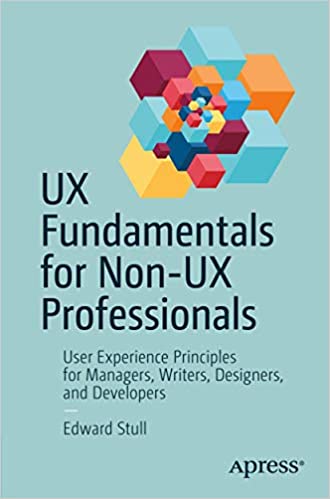 UX
Fundamentals
for Non-UX
Professionals
User Experience Principles
for Managers, Writers, Designers,
and Developers
Edward Stull
Apress®